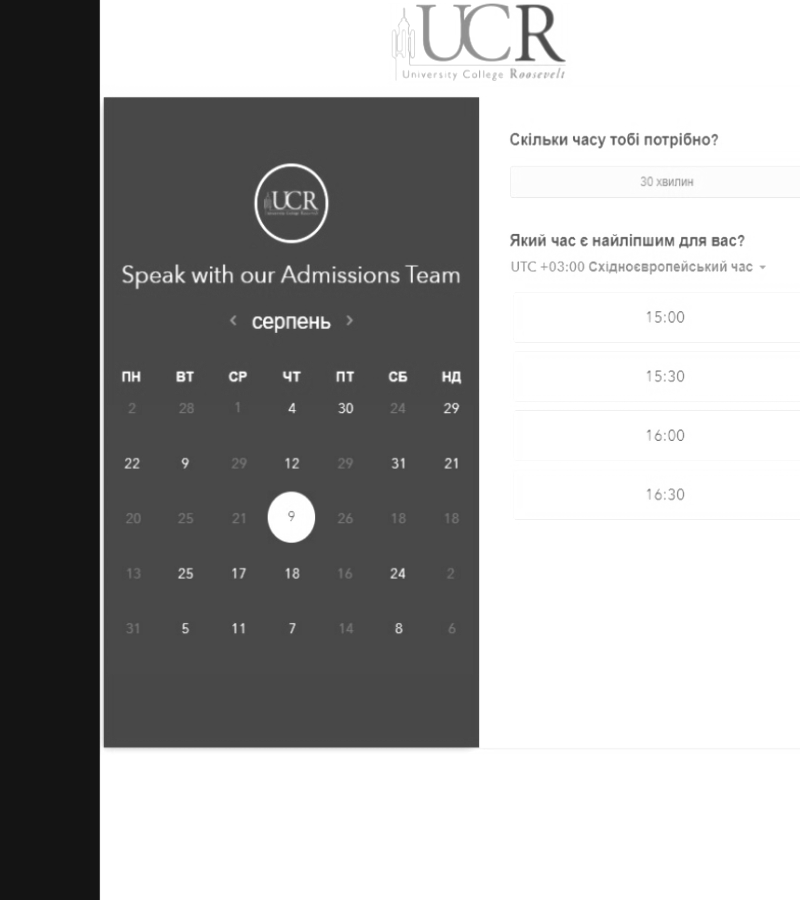 UCR
University College Roosevelt
Скільки часу тобі потрібно?
30 хвилин
UCR
Speak with our Admissions Team
Який час є найліпшим для вас?
UTC +03:00 Східноєвропейський час
серпень
15:00
15:30
16:00
16:30
ПН ВТ СР ЧТ ПТ СБ НД
2 28 1 4 30 24 29
22 9 29 12 29 31 21
20 25 21 9 26 18 18
13 25 17 18 16 24 2
31 5 11 7 14 8 6